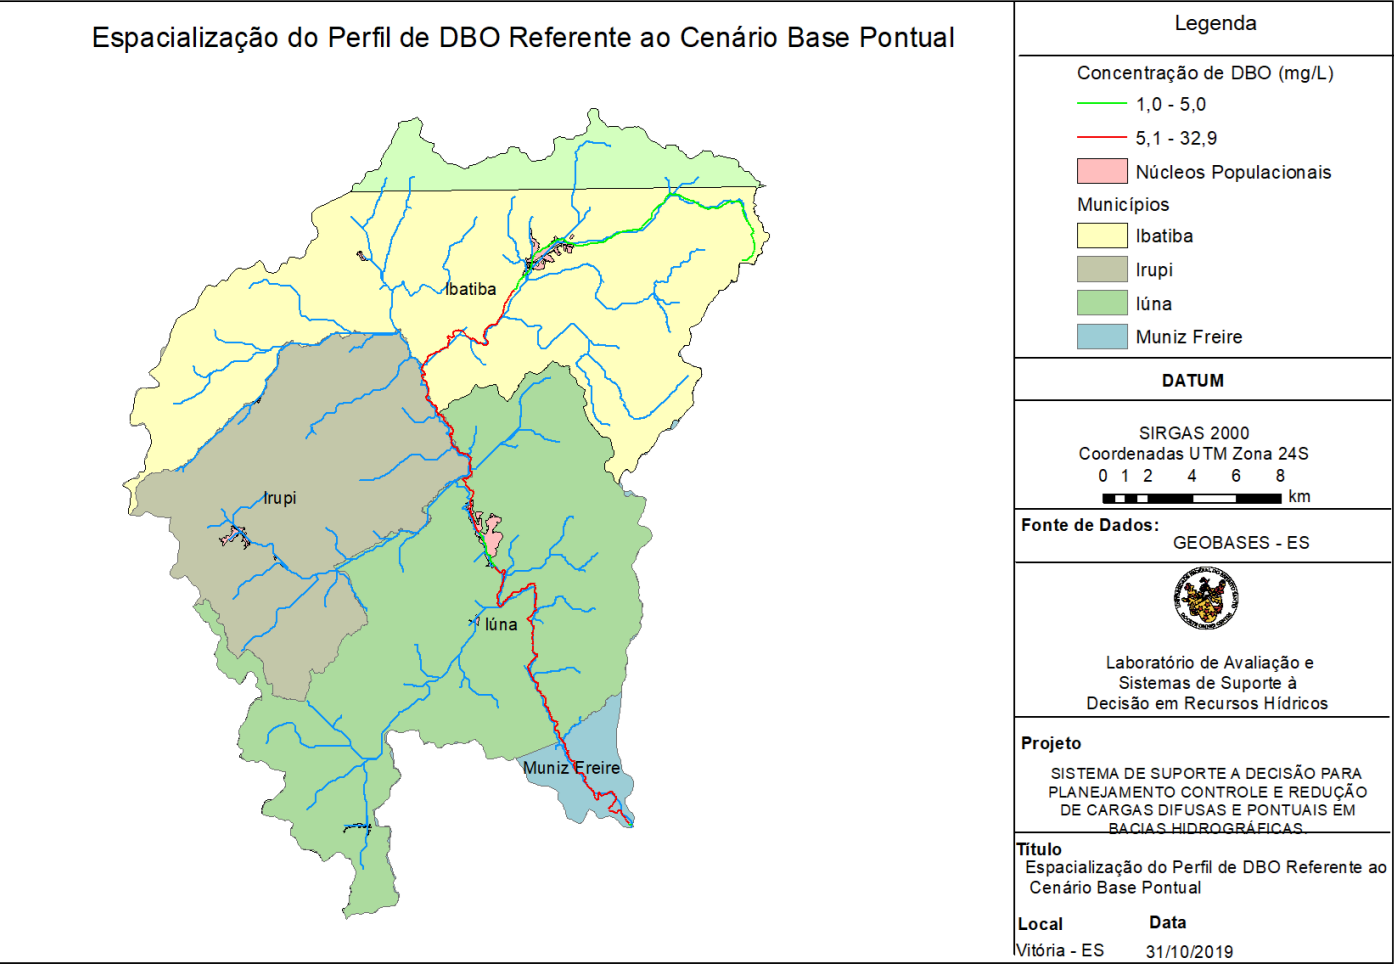 Espacialização do Perfil de DBO Referente ao Cenário Base Pontual
Ibatiba
Irupi
Iúna
Muniz Freire
Legenda
Concentração de DBO (mg/L)
1,0 - 5,0
5,1 - 32,9
Núcleos Populacionais
Municípios
Ibatiba
Irupi
Iúna
Muniz Freire
DATUM
SIRGAS 2000
Coordenadas UTM Zona 24S
0 1 2 4 6 8
km
Fonte de Dados:
GEOBASES - ES
Laboratório de Avaliação e
Sistemas de Suporte à
Decisão em Recursos Hídricos
Projeto
SISTEMA DE SUPORTE A DECISÃO PARA
PLANEJAMENTO CONTROLE E REDUÇÃO
DE CARGAS DIFUSAS E PONTUAIS EM
BACIAS HIDROGRÁFICAS.
Título
Espacialização do Perfil de DBO Referente ao
Cenário Base Pontual
Local Data
Vitória - ES 31/10/2019